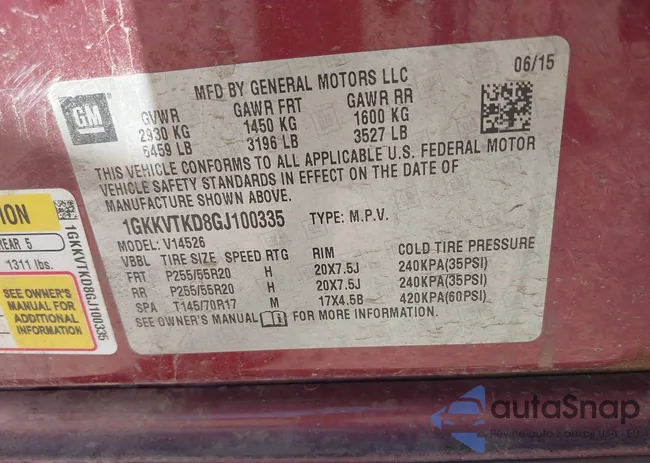 MFD BY GENERAL MOTORS LLC 06/15
GM
GVWR GAWR FRT GAWR RR
2930 KG 1450 KG 1600 KG
6459 LB 3196 LB 3527 LB
THIS VEHICLE CONFORMS TO ALL APPLICABLE U.S. FEDERAL MOTOR
VEHICLE SAFETY STANDARDS IN EFFECT ON THE DATE OF
MANUFACTURE SHOWN ABOVE.
1GKKVTKD8GJ100335 TYPE: M.P.V.
MODEL: V14526
VBBL TIRE SIZE SPEED RTG RIM COLD TIRE PRESSURE
FRT P255/55R20 H 20X7.5J 240KPA(35PSI)
RR P255/55R20 H 20X7.5J 240KPA(35PSI)
SPA T145/70R17 M 17X4.5B 420KPA(60PSI)
SEE OWNER'S MANUAL FOR MORE INFORMATION
ION
REAR 5
1311 lbs.
SEE OWNER'S
MANUAL FOR
ADDITIONAL
INFORMATION
1GKKVTKD8GJ100335
autaSnap